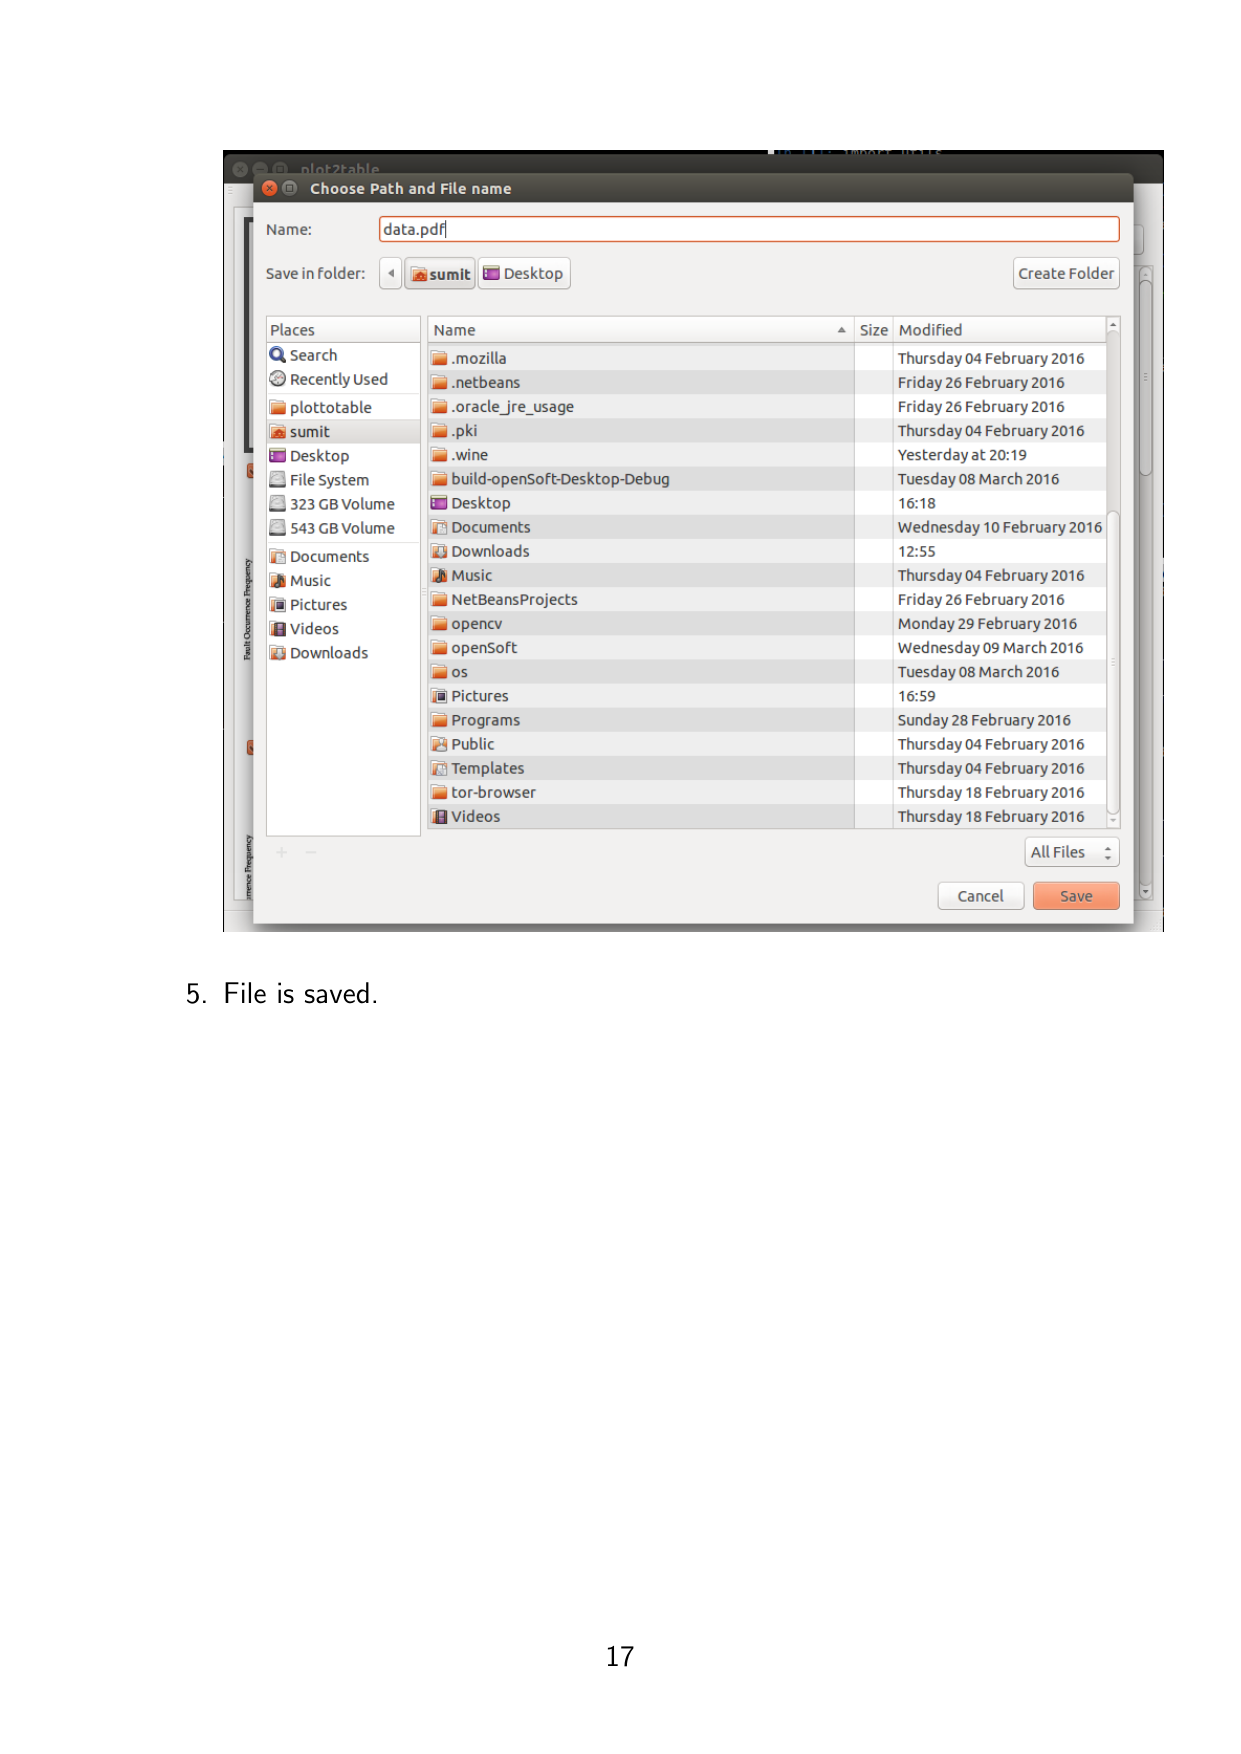 plot2table
Choose Path and File name
Name: data.pdf
Save in folder: sumit Desktop Create Folder
Places
Search
Recently Used
plottotable
sumit
Desktop
File System
323 GB Volume
543 GB Volume
Documents
Music
Pictures
Videos
Downloads
Name Size Modified
.mozilla Thursday 04 February 2016
.netbeans Friday 26 February 2016
.oracle_jre_usage Friday 26 February 2016
.pki Thursday 04 February 2016
.wine Yesterday at 20:19
build-openSoft-Desktop-Debug Tuesday 08 March 2016
Desktop 16:18
Documents Wednesday 10 February 2016
Downloads 12:55
Music Thursday 04 February 2016
NetBeansProjects Friday 26 February 2016
opencv Monday 29 February 2016
openSoft Wednesday 09 March 2016
os Tuesday 08 March 2016
Pictures 16:59
Programs Sunday 28 February 2016
Public Thursday 04 February 2016
Templates Thursday 04 February 2016
tor-browser Thursday 18 February 2016
Videos Thursday 18 February 2016
All Files
Cancel Save
Fault Occurrence Frequency
Frequency
5. File is saved.
17